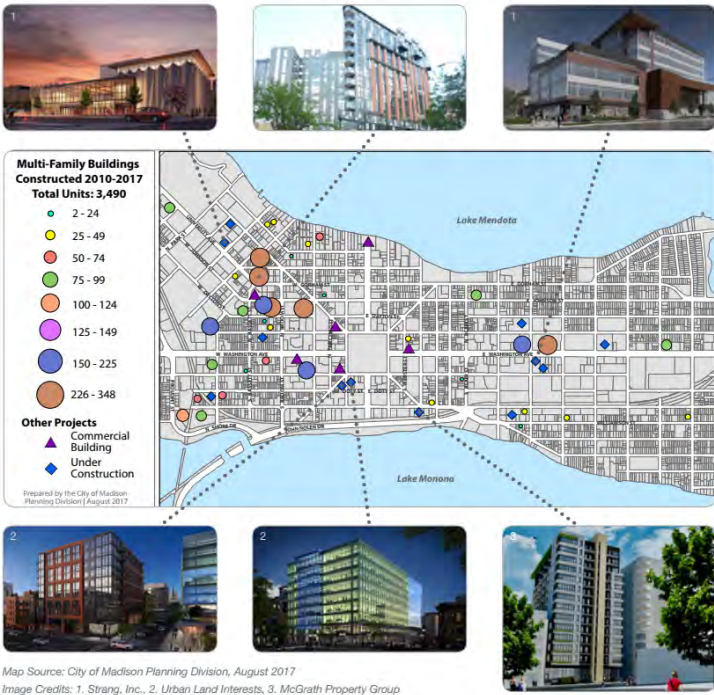 1
1
Multi-Family Buildings
Constructed 2010-2017
Total Units: 3,490
2 - 24
25 - 49
50 - 74
75 - 99
100 - 124
125 - 149
150 - 225
226 - 348
Other Projects
Commercial
Building
Under
Construction
Prepared by the City of Madison
Planning Division | August 2017
Lake Mendota
W. WASHINGTON AVE
E. WASHINGTON AVE
E. GORHAM ST
WILLIAMSON ST
Lake Monona
2
2
3
Map Source: City of Madison Planning Division, August 2017
Image Credits: 1. Strang, Inc., 2. Urban Land Interests, 3. McGrath Property Group